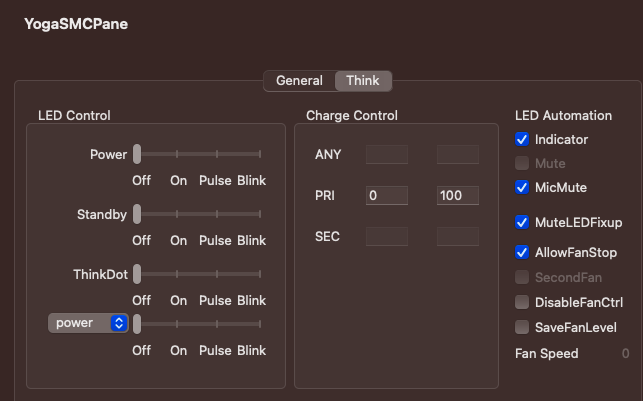 YogaSMCPane
General Think
LED Control
Power
Off On Pulse Blink
Standby
Off On Pulse Blink
ThinkDot
Off On Pulse Blink
power
Off On Pulse Blink
Charge Control
ANY
PRI 0 100
SEC
LED Automation
Indicator
Mute
MicMute
MuteLEDFixup
AllowFanStop
SecondFan
DisableFanCtrl
SaveFanLevel
Fan Speed 0